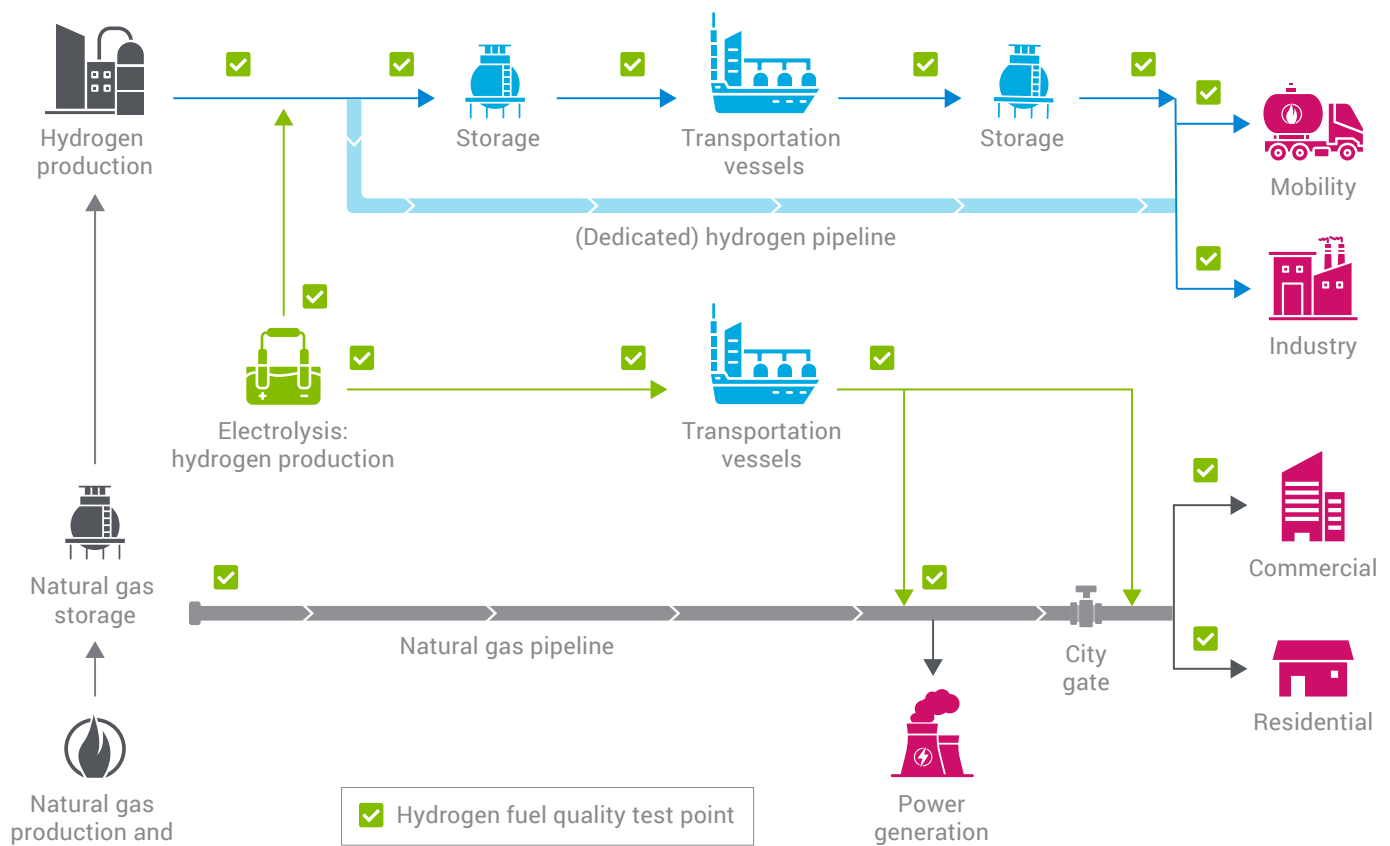 Hydrogen
production
Storage
Transportation
vessels
Storage
Mobility
(Dedicated) hydrogen pipeline
Industry
Electrolysis:
hydrogen production
Transportation
vessels
Commercial
Natural gas
storage
Natural gas pipeline
City
gate
Residential
Natural gas
production and
Hydrogen fuel quality test point
Power
generation